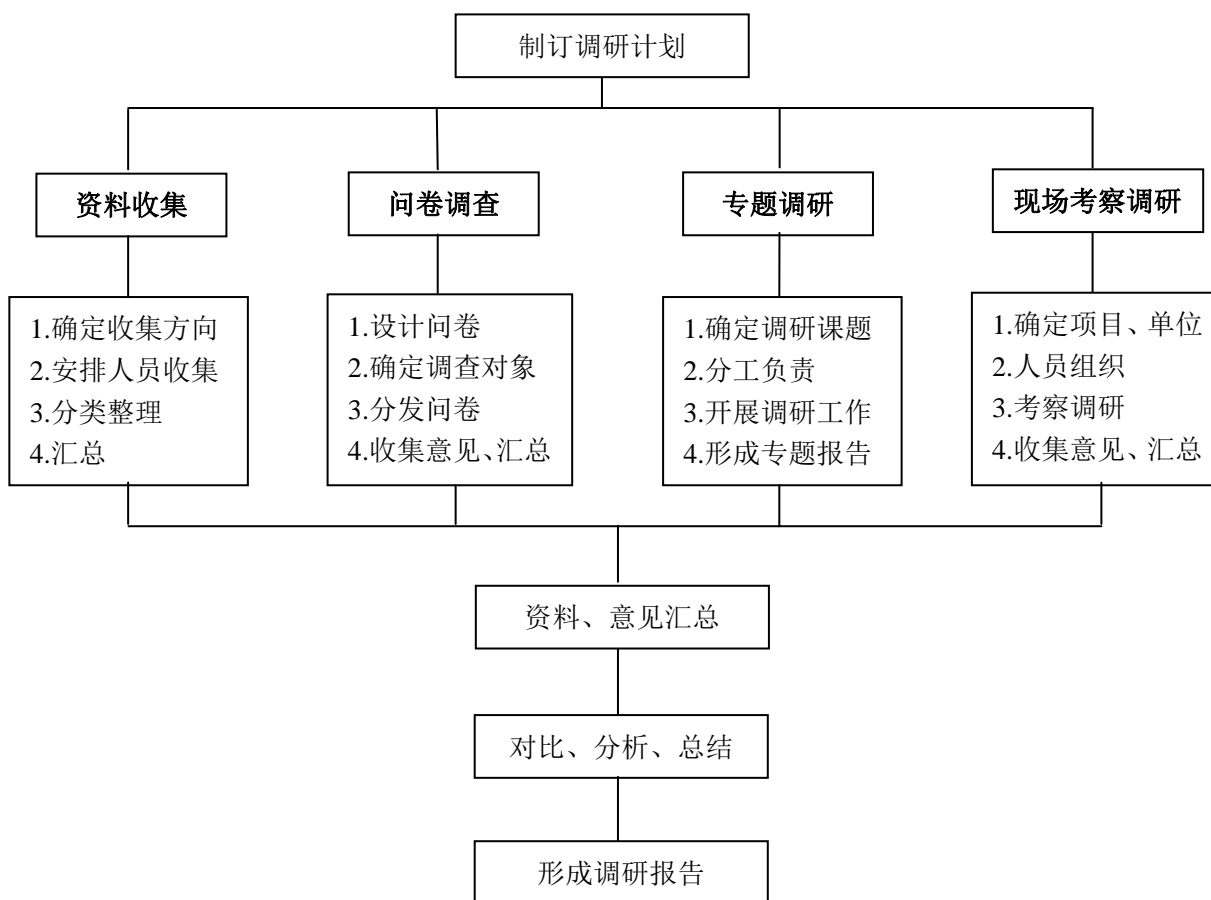 制订调研计划
资料收集
问卷调查
专题调研
现场考察调研
1.确定收集方向
2.安排人员收集
3.分类整理
4.汇总
1.设计问卷
2.确定调查对象
3.分发问卷
4.收集意见、汇总
1.确定调研课题
2.分工负责
3.开展调研工作
4.形成专题报告
1.确定项目、单位
2.人员组织
3.考察调研
4.收集意见、汇总
资料、意见汇总
对比、分析、总结
形成调研报告